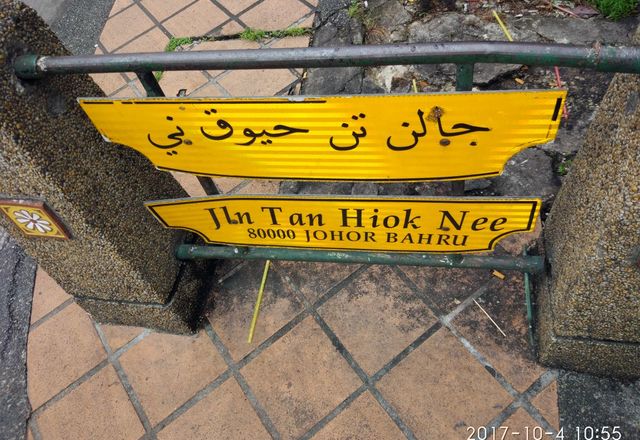 جالن تن حيوق ني
Jln Tan Hiok Nee
80000 JOHOR BAHRU
2017-10-4 10:55